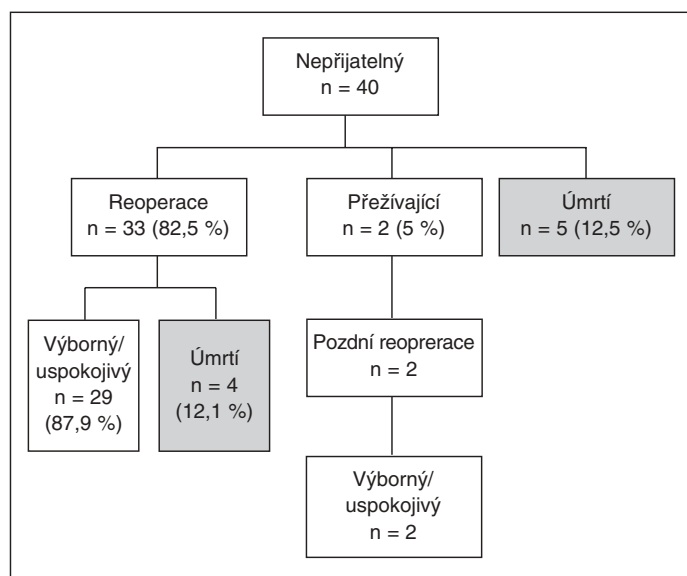 Nepřijatelný
n = 40
Reoperace
n = 33 (82,5 %)
Přežívající
n = 2 (5 %)
Úmrtí
n = 5 (12,5 %)
Výborný/
uspokojivý
n = 29
(87,9 %)
Úmrtí
n = 4
(12,1 %)
Pozdní reoprerace
n = 2
Výborný/
uspokojivý
n = 2